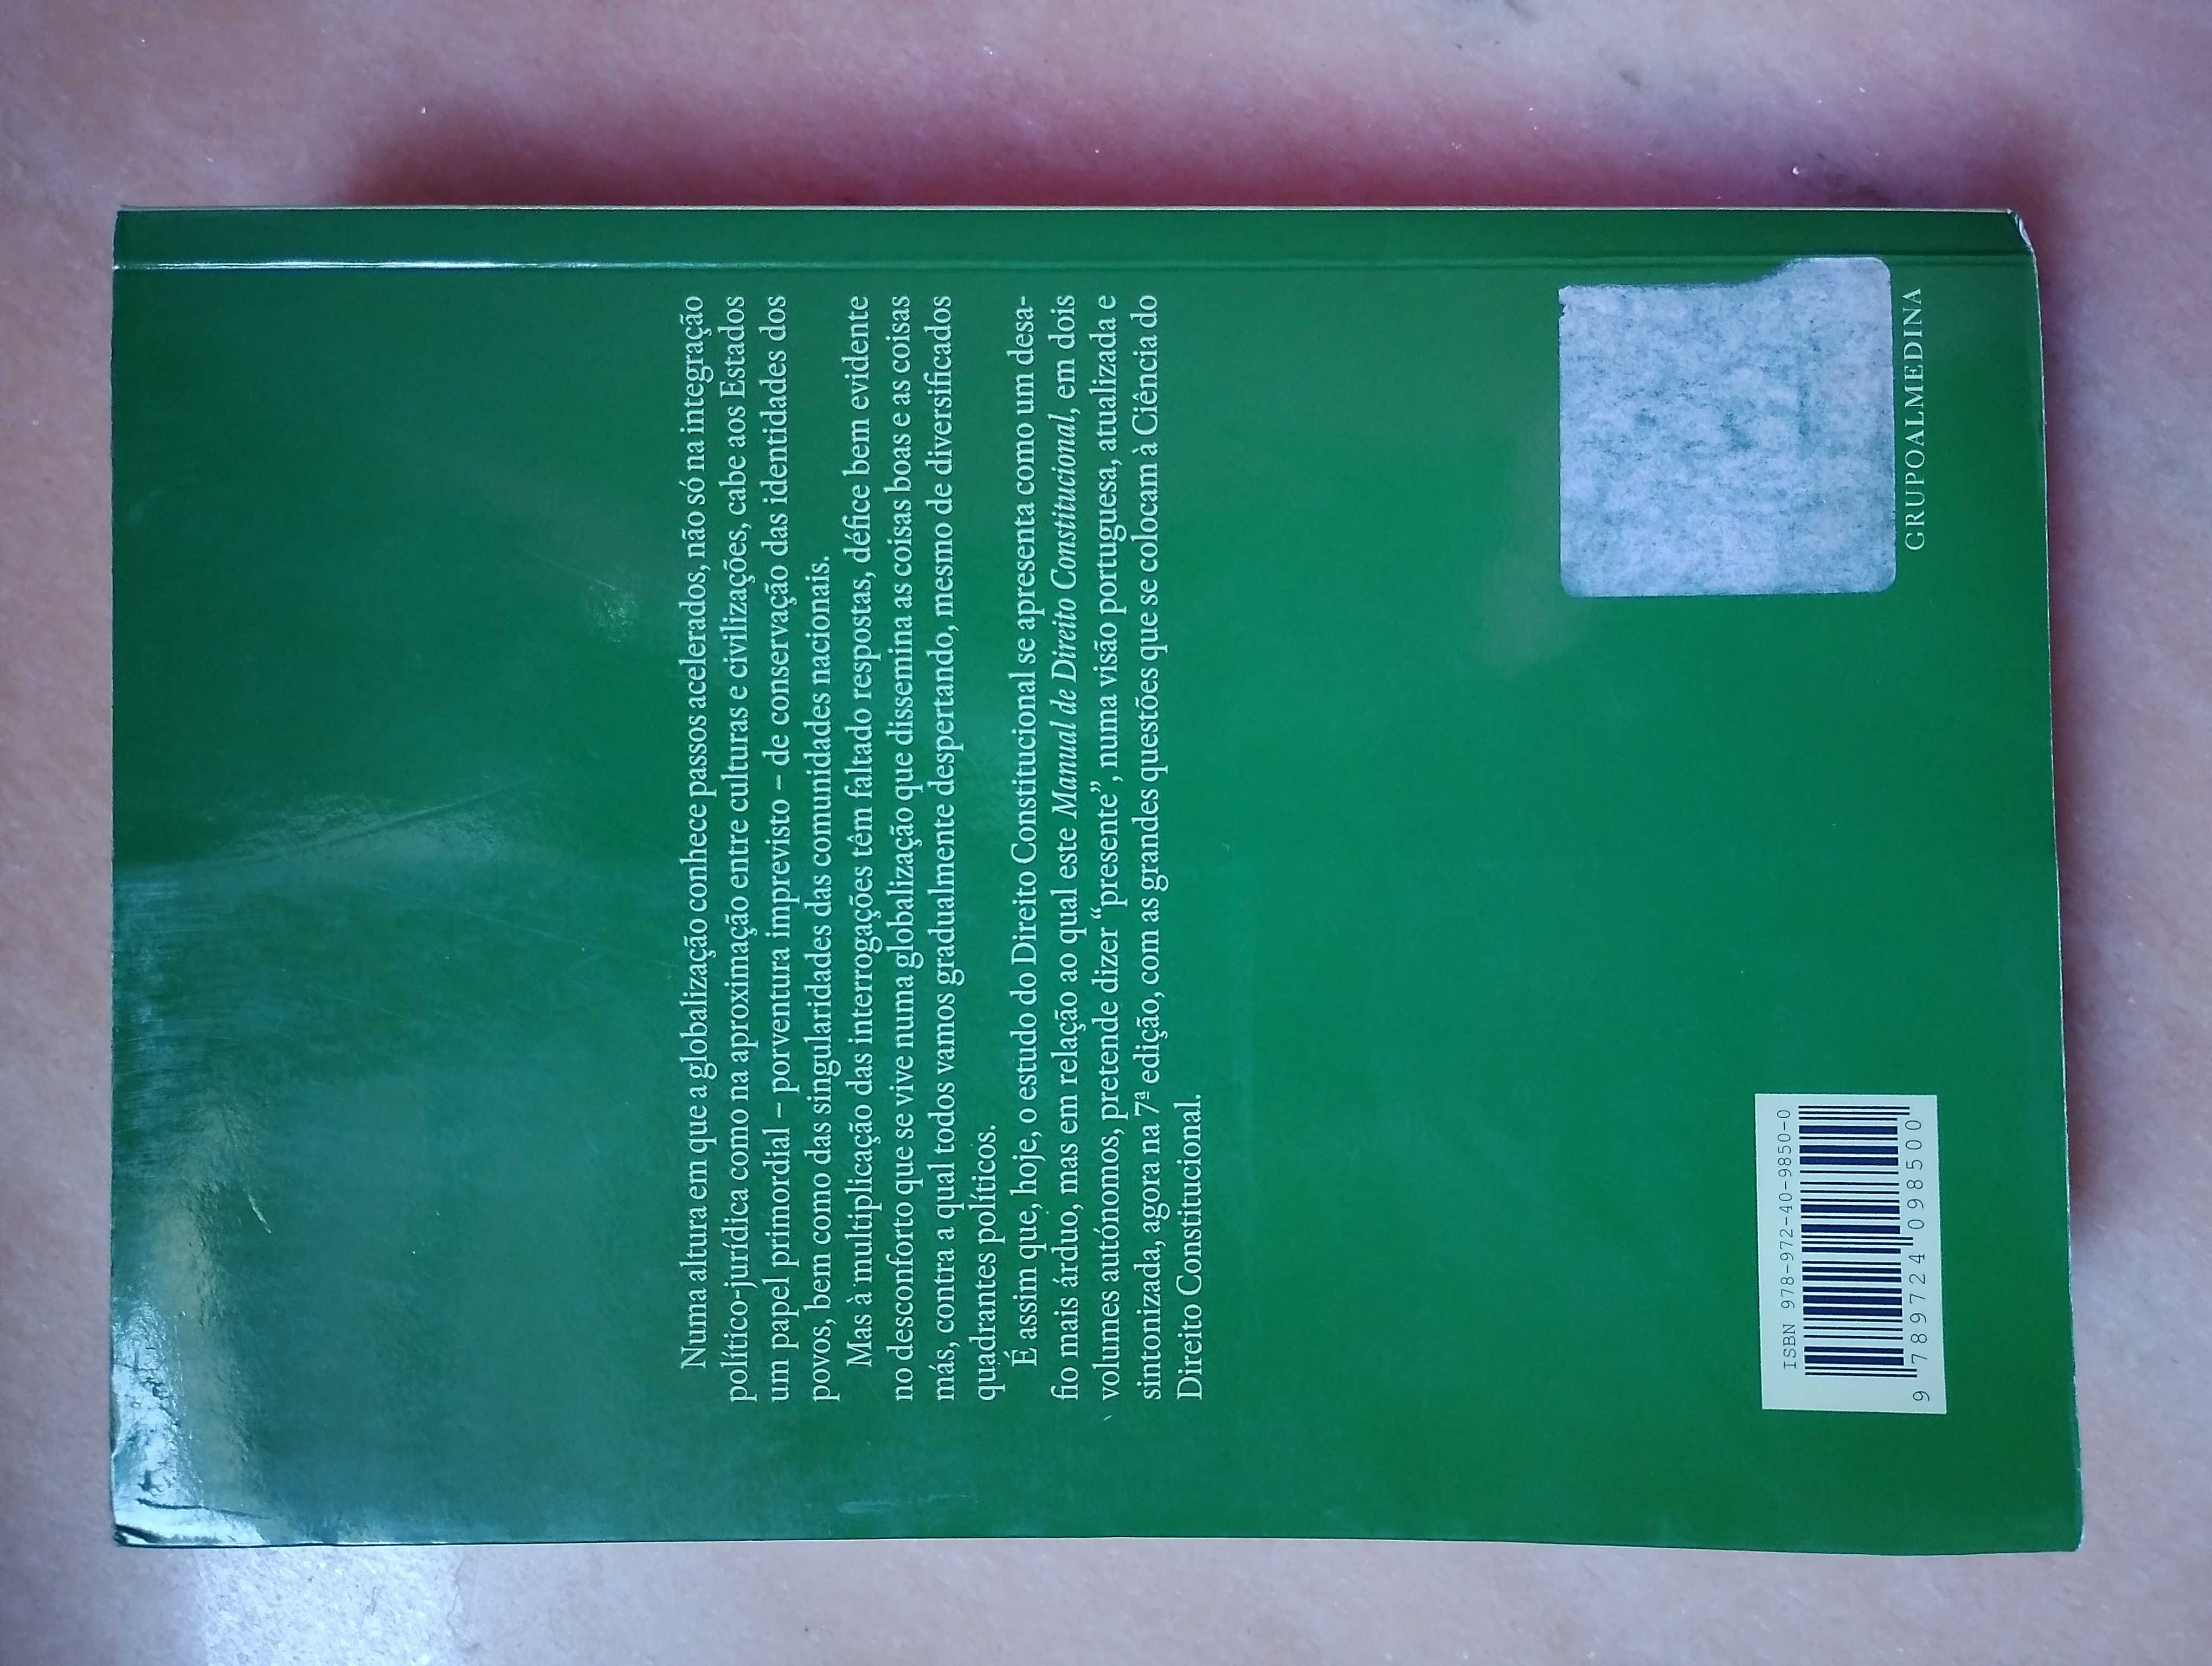 Numa altura em que a globalização conhece passos acelerados, não só na integração
político-jurídica como na aproximação entre culturas e civilizações, cabe aos Estados
um papel primordial – porventura imprevisto – de conservação das identidades dos
povos, bem como das singularidades das comunidades nacionais.
Mas à multiplicação das interrogações têm faltado respostas, défice bem evidente
no desconforto que se vive numa globalização que dissemina as coisas boas e as coisas
más, contra a qual todos vamos gradualmente despertando, mesmo de diversificados
quadrantes políticos.
É assim que, hoje, o estudo do Direito Constitucional se apresenta como um desa-
fio mais árduo, mas em relação ao qual este Manual de Direito Constitucional, em dois
volumes autónomos, pretende dizer “presente”, numa visão portuguesa, atualizada e
sintonizada, agora na 7ª edição, com as grandes questões que se colocam à Ciência do
Direito Constitucional.
ISBN 978-972-40-9850-0
9 789724 098500
GRUPOALMEDINA